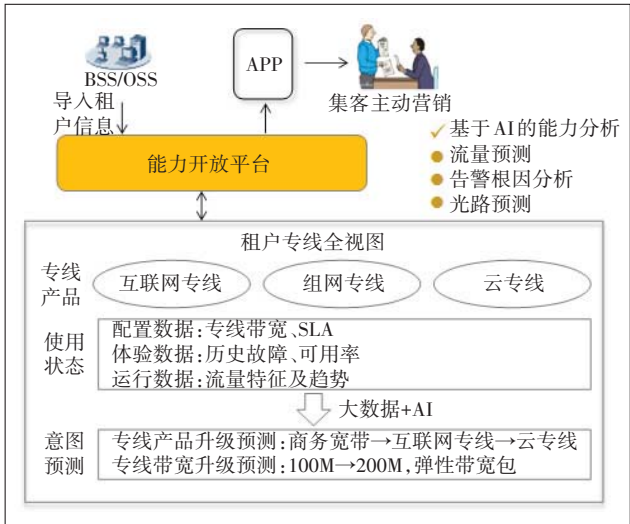 BSS/OSS
APP
导入租
户信息
集客主动营销
能力开放平台
✓ 基于AI的能力分析
● 流量预测
● 告警根因分析
● 光路预测
租户专线全视图
专线
产品
互联网专线
组网专线
云专线
使用
状态
配置数据:专线带宽、SLA
体验数据:历史故障、可用率
运行数据:流量特征及趋势
大数据+AI
意图
预测
专线产品升级预测:商务宽带→互联网专线→云专线
专线带宽升级预测:100M→200M,弹性带宽包